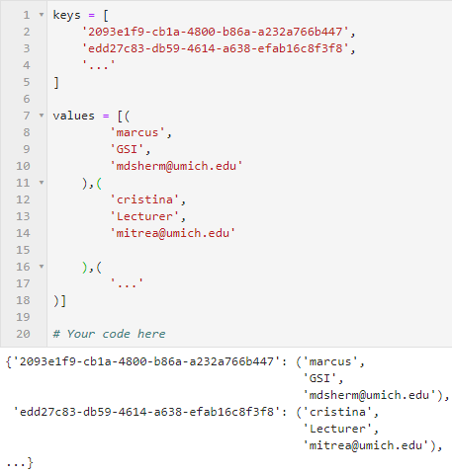 1 keys = [
2 '2093e1f9-cb1a-4800-b86a-a232a766b447',
3 'edd27c83-db59-4614-a638-efab16c8f3f8',
4 '...'
5 ]
6
7 values = [(
8 'marcus',
9 'GSI',
10 'mdsherm@umich.edu'
11 ),(
12 'cristina',
13 'Lecturer',
14 'mitrea@umich.edu'
15
16 ),(
17 '...'
18 )]
19
20 # Your code here
{'2093e1f9-cb1a-4800-b86a-a232a766b447': ('marcus',
'GSI',
'mdsherm@umich.edu'),
'edd27c83-db59-4614-a638-efab16c8f3f8': ('cristina',
'Lecturer',
'mitrea@umich.edu'),
...}